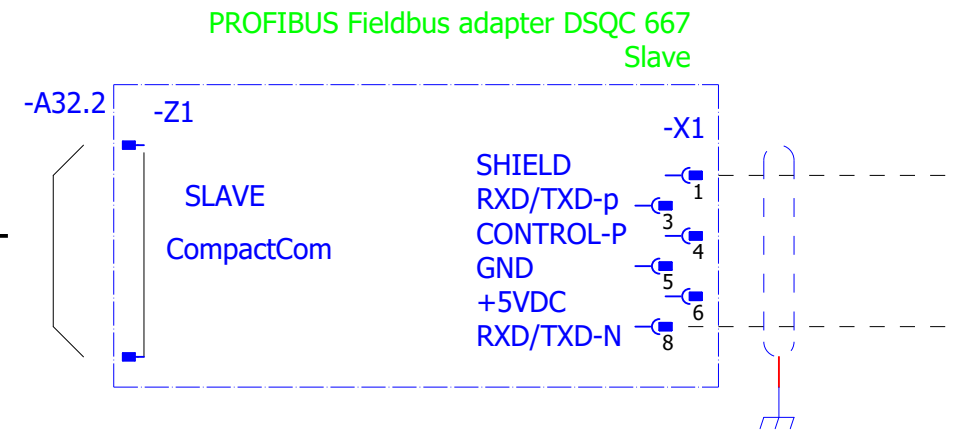 PROFIBUS Fieldbus adapter DSQC 667
Slave
-A32.2
-Z1
-X1
SLAVE
CompactCom
SHIELD
1
RXD/TXD-p
3
CONTROL-P
4
GND
5
+5VDC
6
RXD/TXD-N
8